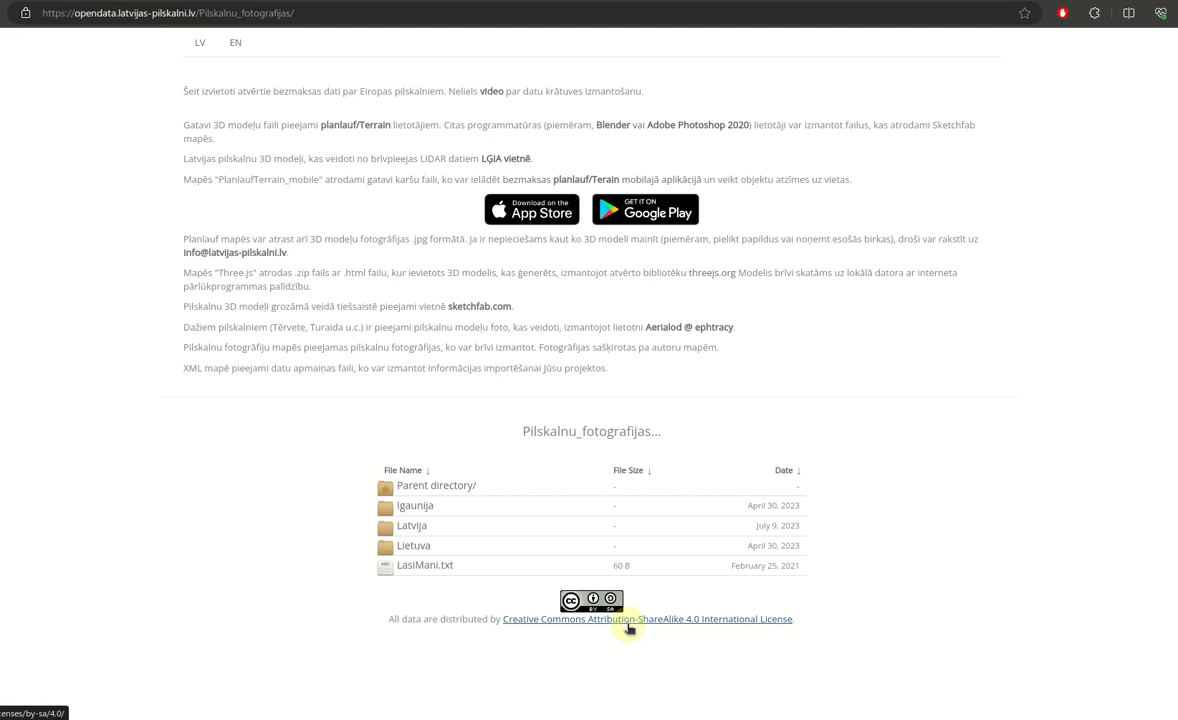 https://opendata.latvijas-pilskalni.lv/Pilskalnu_fotografijas/
LV EN
Šeit izvietoti atvērtie bezmaksas dati par Eiropas pilskalniem. Neliels video par datu krātuves izmantošanu.
Gatavi 3D modeļu faili pieejami planlauf/Terrain lietotājiem. Citas programmatūras (piemēram, Blender vai Adobe Photoshop 2020) lietotāji var izmantot failus, kas atrodami Sketchfab
mapēs.
Latvijas pilskalnu 3D modeļi, kas veidoti no brīvpieejas LiDAR datiem LĢIA vietnē.
Mapēs "PlanlaufTerrain_mobile" atrodami gatavi karšu faili, ko var ielādēt bezmaksas planlauf/Terain mobilajā aplikācijā un veikt objektu atzīmes uz vietas.
Download on the GET IT ON
App Store Google Play
Planlauf mapēs var atrast arī 3D modeļu fotogrāfijas .jpg formātā. Ja ir nepieciešams kaut ko 3D modelī mainīt (piemēram, pielikt papildus vai noņemt esošās birkas), droši var rakstīt uz
info@latvijas-pilskalni.lv.
Mapēs "Three.js" atrodas .zip fails ar .html failu, kur ievietots 3D modelis, kas ģenerēts, izmantojot atvērto bibliotēku threejs.org Modelis brīvi skatāms uz lokālā datora ar interneta
pārlūkprogrammas palīdzību.
Pilskalnu 3D modeļi grozāmā veidā tiešsaistē pieejami vietnē sketchfab.com.
Dažiem pilskalniem (Tērvete, Turaida u.c.) ir pieejami pilskalnu modeļu foto, kas veidoti, izmantojot lietotni Aerialod @ ephtracy.
Pilskalnu fotogrāfiju mapēs pieejamas pilskalnu fotogrāfijas, ko var brīvi izmantot. Fotogrāfijas sašķirotas pa autoru mapēm.
XML mapē pieejami datu apmaiņas faili, ko var izmantot informācijas importēšanai Jūsu projektos.
Pilskalnu_fotografijas...
File Name ↓ File Size ↓ Date ↓
Parent directory/ - -
Igaunija - April 30, 2023
Latvija - July 9, 2023
Lietuva - April 30, 2023
ABC LasiMani.txt 60 B February 25, 2021
cc BY SA
All data are distributed by Creative Commons Attribution-ShareAlike 4.0 International License.
enses/by-sa/4.0/